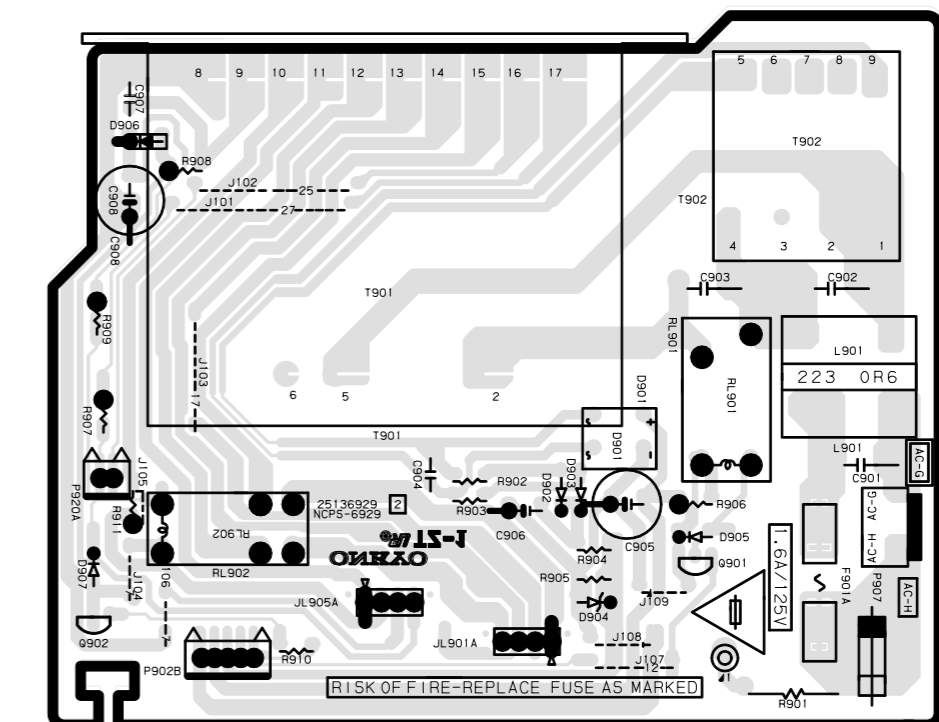 8 9 10 11 12 13 14 15 16 17
5 6 7 8 9
C907
D906
T902
R908
J102
25
J101
27
C908
T902
C908
4 3 2 1
C903
C902
T901
R909
RL901
L901
J103
223 0R6
RL901
6 5 2
17
D901
R907
T901
D901
L901
AC-G
J105
C904
D903
C901
P920A
R902
D902
25136929
2
NCPS-6929
R903
R906
AC-G
R911
RL902
TZ-1
C906
C905
D905
AC-H
1.6A/125V
ONKYO
R904
Q901
D907
J104
106
RL902
R905
F901A
P907
AC-H
JL905A
J109
D904
7
Q902
J108
JL901A
P902B
R910
J107
12
RISK OF FIRE-REPLACE FUSE AS MARKED
R901